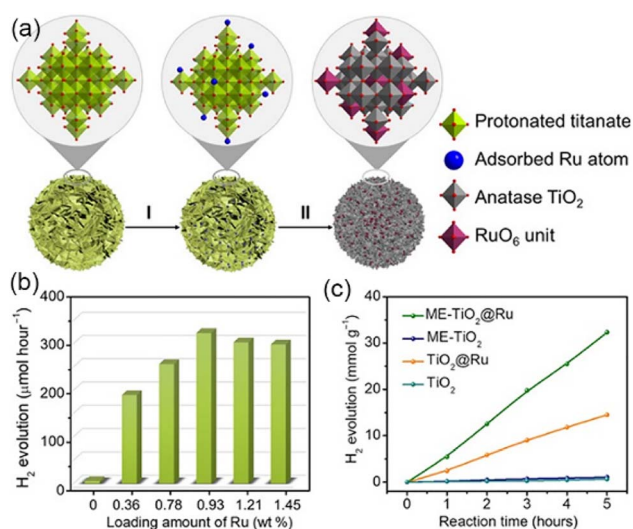 (a)
I
II
Protonated titanate
Adsorbed Ru atom
Anatase TiO₂
RuO₆ unit
(b)
H₂ evolution (μmol hour⁻¹)
400
300
200
100
0
0 0.36 0.78 0.93 1.21 1.45
Loading amount of Ru (wt %)
(c)
H₂ evolution (mmol g⁻¹)
40
30
20
10
0
ME-TiO₂@Ru
ME-TiO₂
TiO₂@Ru
TiO₂
0 1 2 3 4 5
Reaction time (hours)